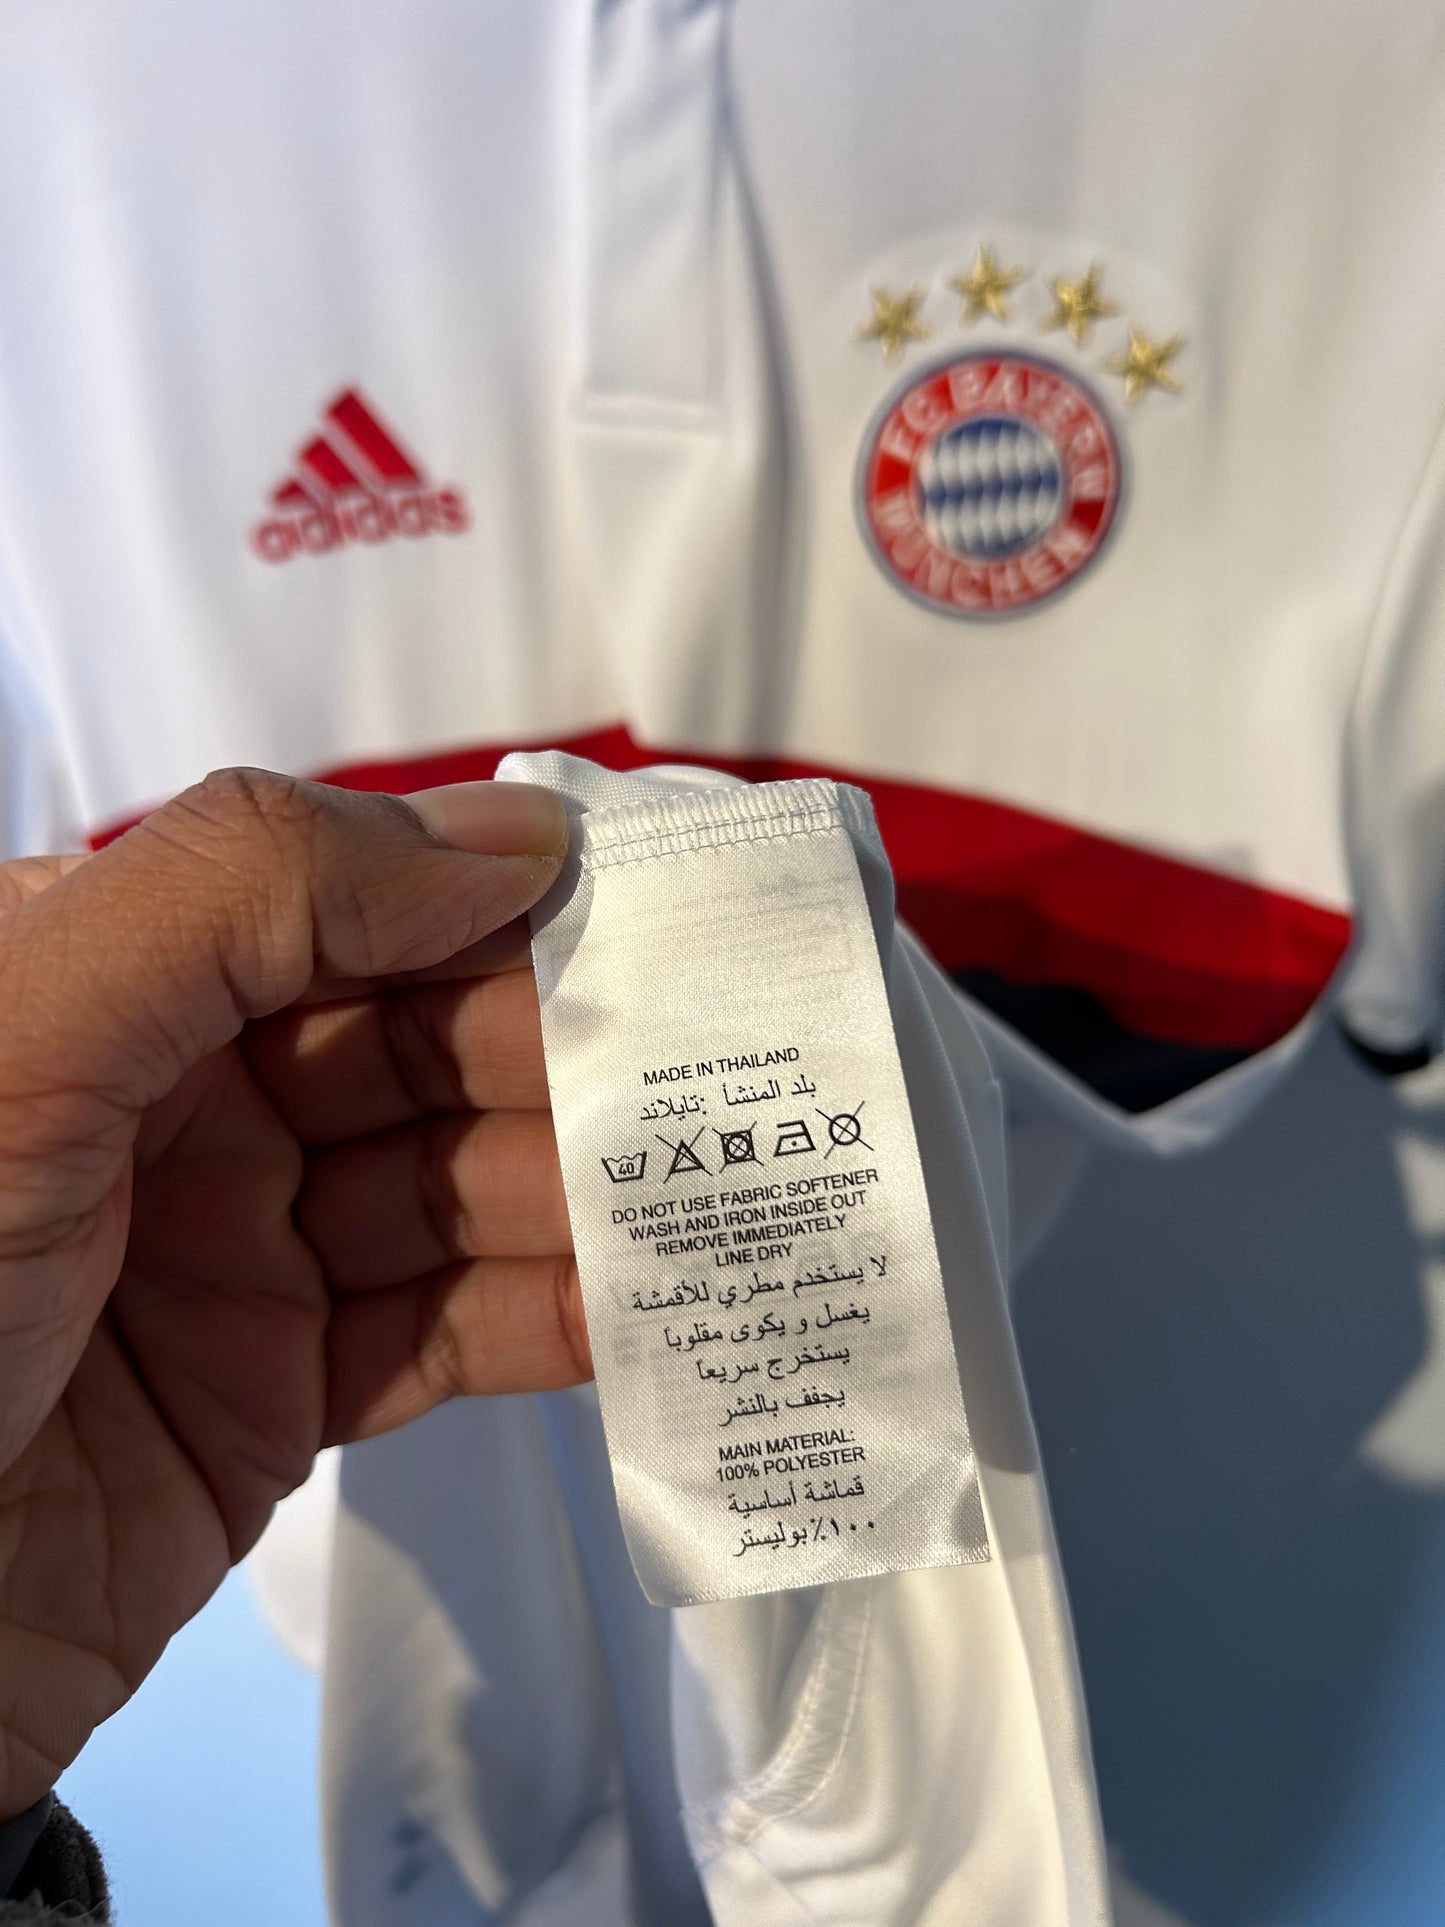 adidas
FC BAYERN
MÜNCHEN
MADE IN THAILAND
بلد المنشأ: تايلاند
40
DO NOT USE FABRIC SOFTENER
WASH AND IRON INSIDE OUT
REMOVE IMMEDIATELY
LINE DRY
لا يستخدم مطري للأقمشة
يغسل و يكوى مقلوباً
يستخرج سريعاً
يجفف بالنشر
MAIN MATERIAL:
100% POLYESTER
قماشة أساسية
١٠٠٪ بوليستر